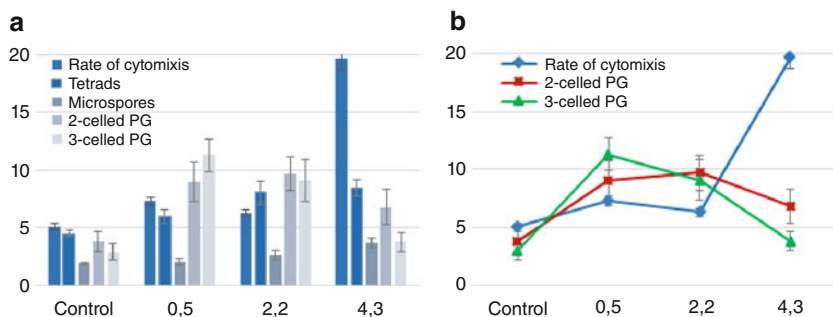 a
20
15
10
5
0
Rate of cytomixis
Tetrads
Microspores
2-celled PG
3-celled PG
Control 0,5 2,2 4,3
b
20
15
10
5
0
Rate of cytomixis
2-celled PG
3-celled PG
Control 0,5 2,2 4,3